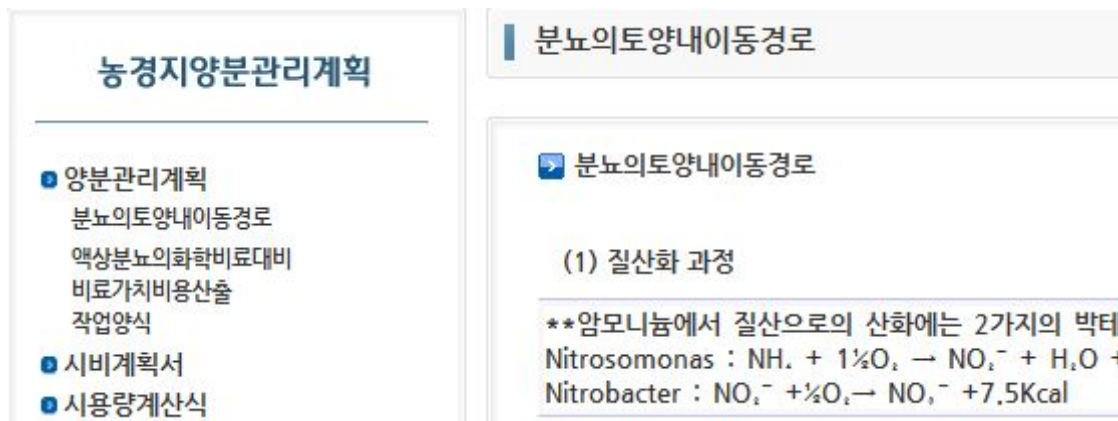 농경지양분관리계획
양분관리계획
분뇨의토양내이동경로
액상분뇨의화학비료대비
비료가치비용산출
작업양식
시비계획서
시용량계산식
분뇨의토양내이동경로
분뇨의토양내이동경로
(1) 질산화 과정
**암모니늄에서 질산으로의 산화에는 2가지의 박테
Nitrosomonas : NH₄ + 1½O₂ → NO₂⁻ + H₂O +
Nitrobacter : NO₂⁻ +½O₂→ NO₃⁻ +7.5Kcal